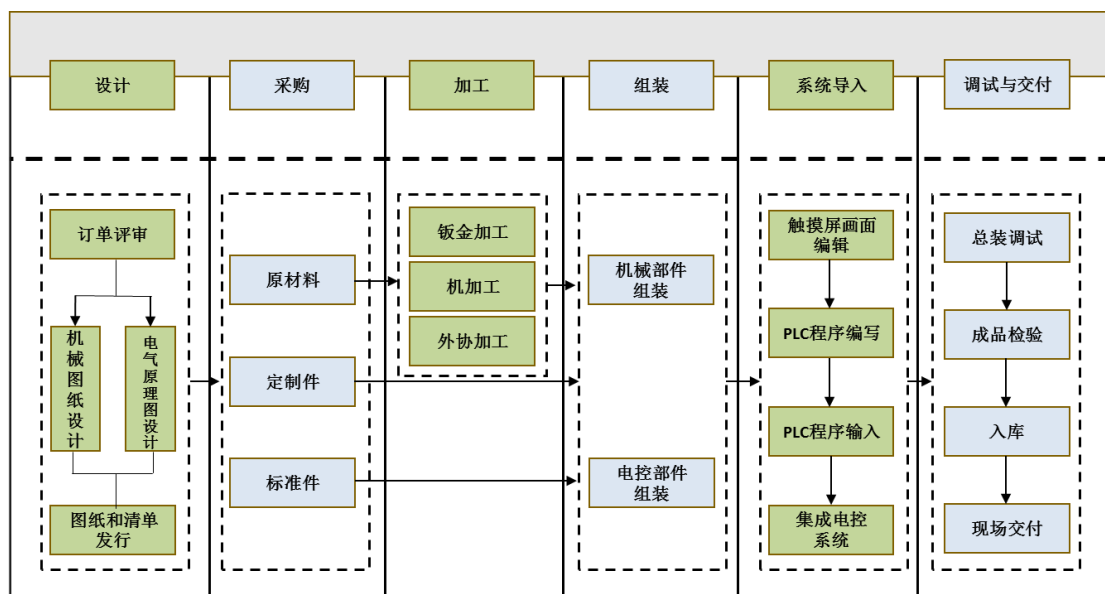 设计
采购
加工
组装
系统导入
调试与交付
订单评审
机械图纸设计
电气原理图设计
图纸和清单
发行
原材料
定制件
标准件
钣金加工
机加工
外协加工
机械部件
组装
电控部件
组装
触摸屏画面
编辑
PLC程序编写
PLC程序输入
集成电控
系统
总装调试
成品检验
入库
现场交付